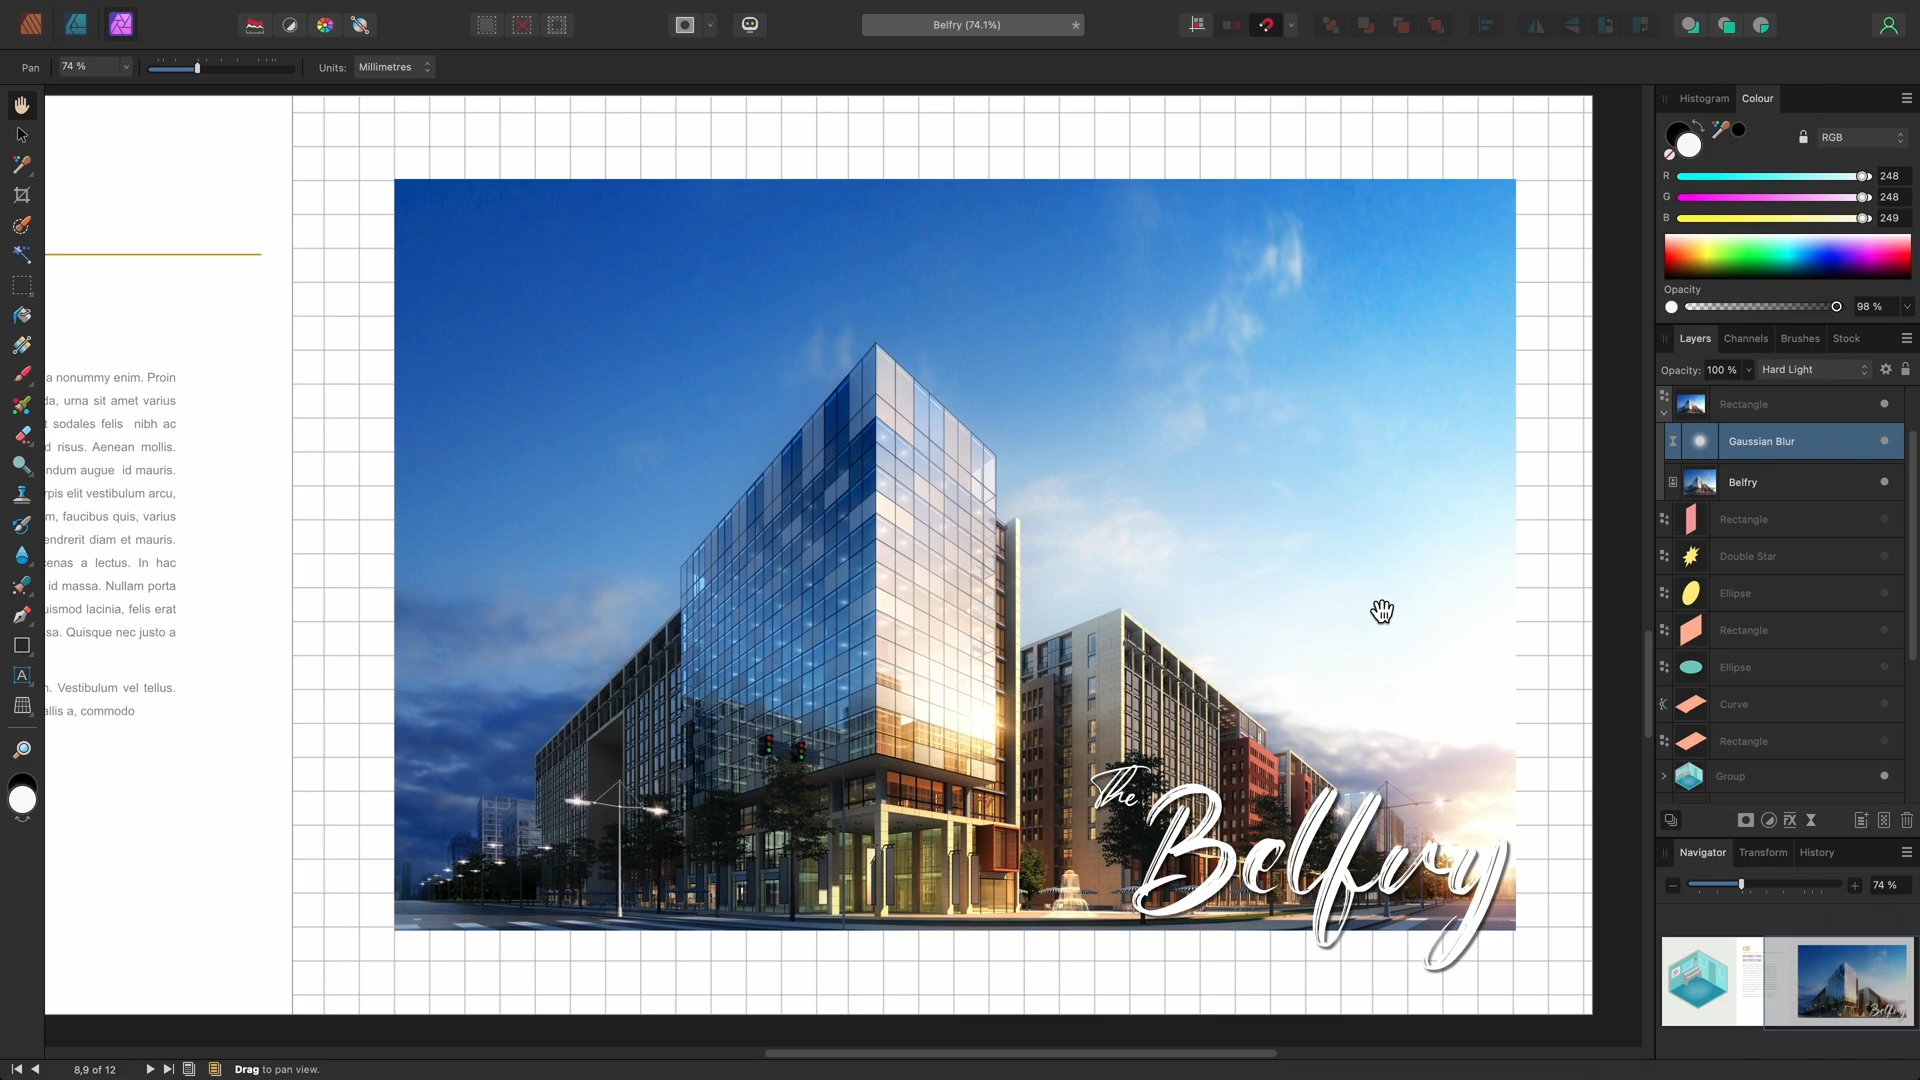 Belfry (74.1%)
*
Pan
74 %
Units:
Millimetres
a nonummy enim. Proin
da, urna sit amet varius
t sodales felis nibh ac
d risus. Aenean mollis.
endum augue id mauris.
rpis elit vestibulum arcu,
m, faucibus quis, varius
endrerit diam et mauris.
cenas a lectus. In hac
id massa. Nullam porta
uismod lacinia, felis erat
sa. Quisque nec justo a
n. Vestibulum vel tellus.
allis a, commodo
The
Belfry
Histogram
Colour
RGB
R
248
G
248
B
249
Opacity
98 %
Layers
Channels
Brushes
Stock
Opacity:
100 %
Hard Light
Rectangle
Gaussian Blur
Belfry
Rectangle
Double Star
Ellipse
Rectangle
Ellipse
Curve
Rectangle
Group
Navigator
Transform
History
74 %
Belfry
8,9 of 12
Drag to pan view.